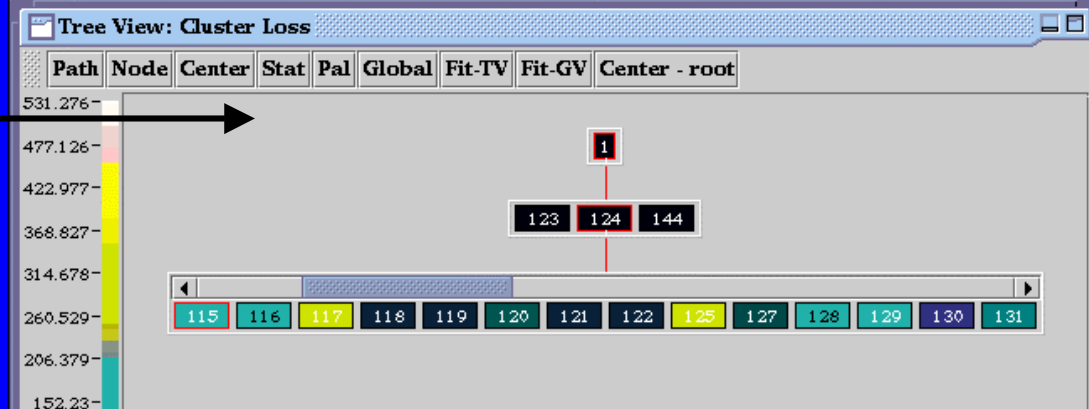 Tree View: Cluster Loss
Path Node Center Stat Pal Global Fit-TV Fit-GV Center - root
531.276
477.126
422.977
368.827
314.678
260.529
206.379
152.23
1
123 124 144
115 116 117 118 119 120 121 122 125 127 128 129 130 131